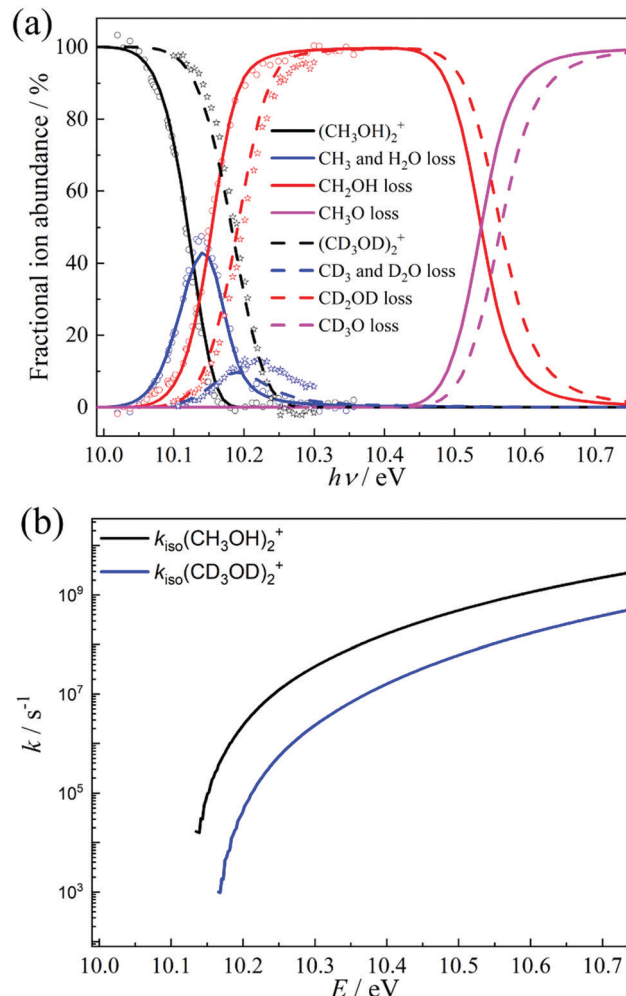 (a)
100
80
60
40
20
0
Fractional ion abundance / %
(CH₃OH)₂⁺
CH₃ and H₂O loss
CH₂OH loss
CH₃O loss
(CD₃OD)₂⁺
CD₃ and D₂O loss
CD₂OD loss
CD₃O loss
10.0 10.1 10.2 10.3 10.4 10.5 10.6 10.7
hν / eV
(b)
k_iso(CH₃OH)₂⁺
k_iso(CD₃OD)₂⁺
10⁹
10⁷
10⁵
10³
k / s⁻¹
10.0 10.1 10.2 10.3 10.4 10.5 10.6 10.7
E / eV